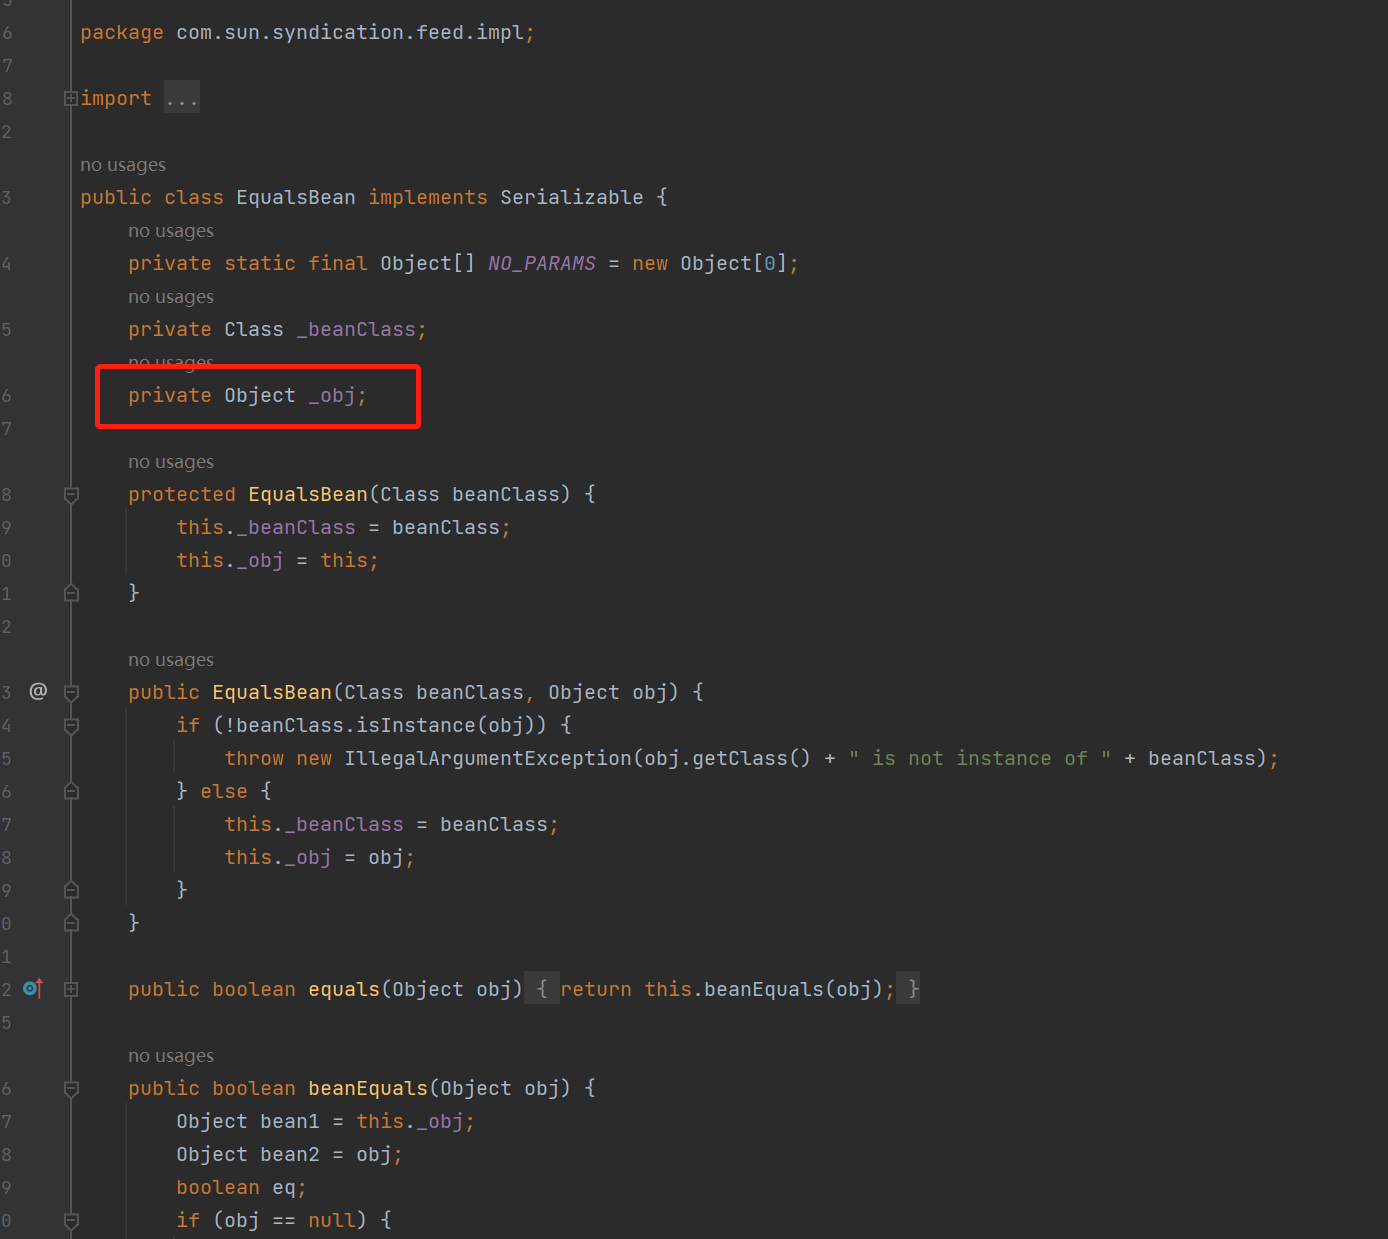 5
6 package com.sun.syndication.feed.impl;
7
8 import ...
2
no usages
3 public class EqualsBean implements Serializable {
no usages
4 private static final Object[] NO_PARAMS = new Object[0];
no usages
5 private Class _beanClass;
no usages
6 private Object _obj;
7
no usages
8 protected EqualsBean(Class beanClass) {
9 this._beanClass = beanClass;
0 this._obj = this;
1 }
2
no usages
3 @ public EqualsBean(Class beanClass, Object obj) {
4 if (!beanClass.isInstance(obj)) {
5 throw new IllegalArgumentException(obj.getClass() + " is not instance of " + beanClass);
6 } else {
7 this._beanClass = beanClass;
8 this._obj = obj;
9 }
0 }
1
2 public boolean equals(Object obj) { return this.beanEquals(obj); }
5
no usages
6 public boolean beanEquals(Object obj) {
7 Object bean1 = this._obj;
8 Object bean2 = obj;
9 boolean eq;
0 if (obj == null) {